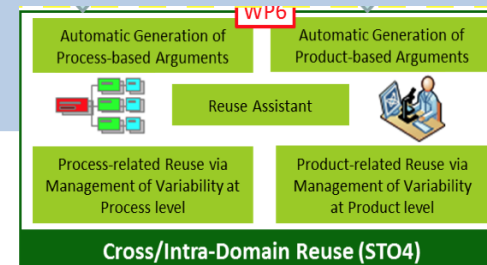 WP6
Automatic Generation of
Process-based Arguments
Automatic Generation of
Product-based Arguments
Reuse Assistant
Process-related Reuse via
Management of Variability at
Process level
Product-related Reuse via
Management of Variability
at Product level
Cross/Intra-Domain Reuse (STO4)